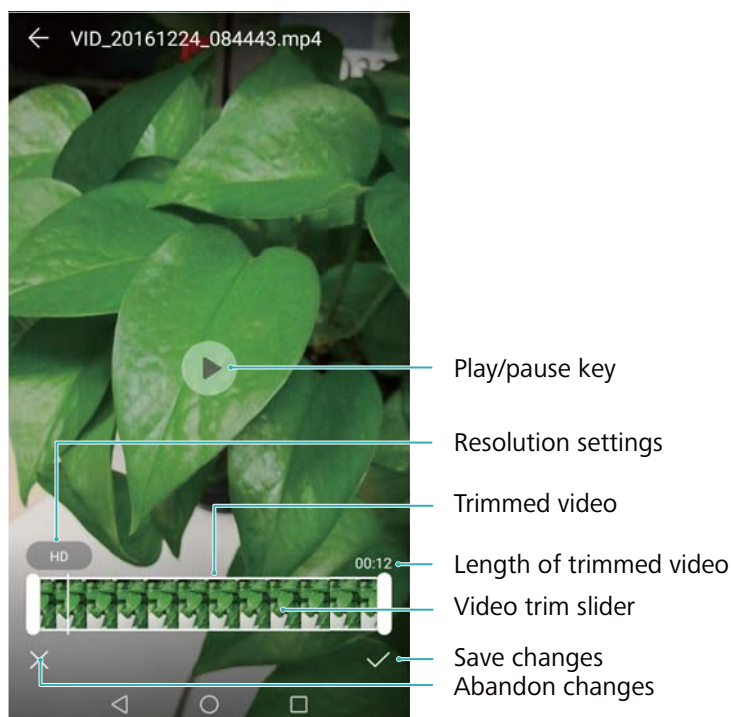 VID_20161224_084443.mp4
Play/pause key
Resolution settings
Trimmed video
HD
00:12
Length of trimmed video
Video trim slider
Save changes
Abandon changes